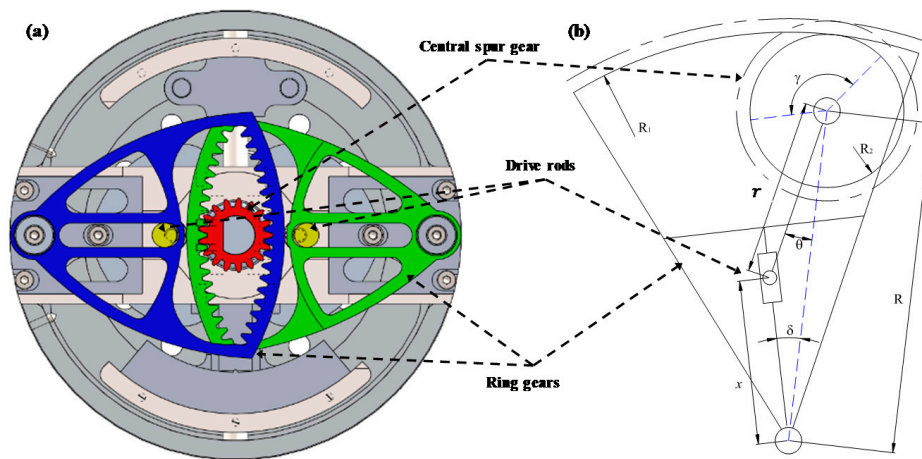 (a)
Central spur gear
(b)
γ
R₁
R₂
Drive rods
r
θ
R
δ
x
Ring gears
S